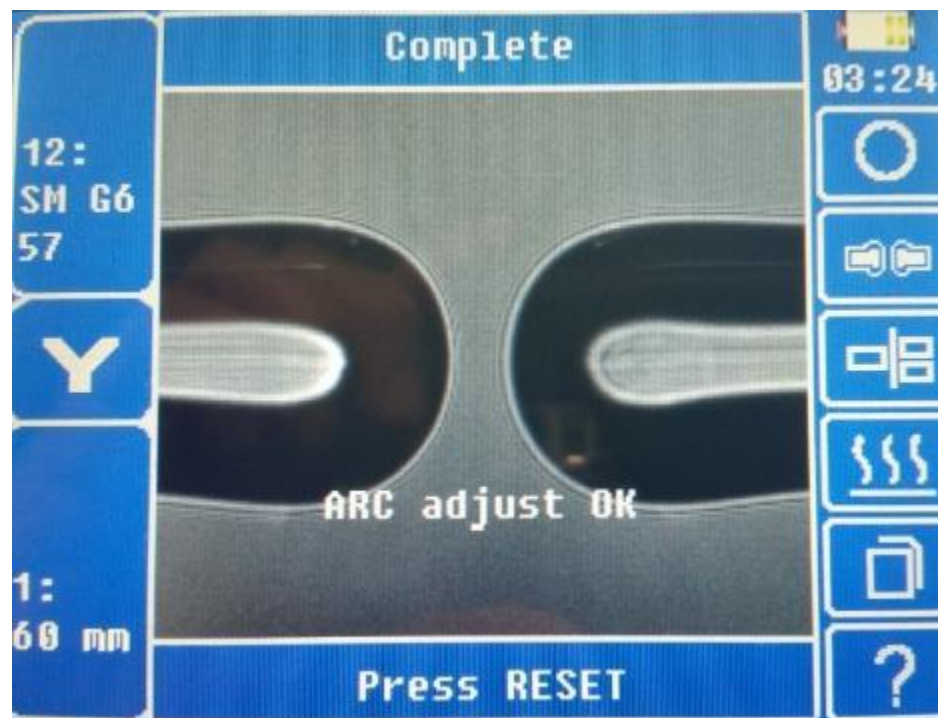 Complete
03:24
12:
SM G6
57
Y
ARC adjust OK
1:
60 mm
Press RESET
?